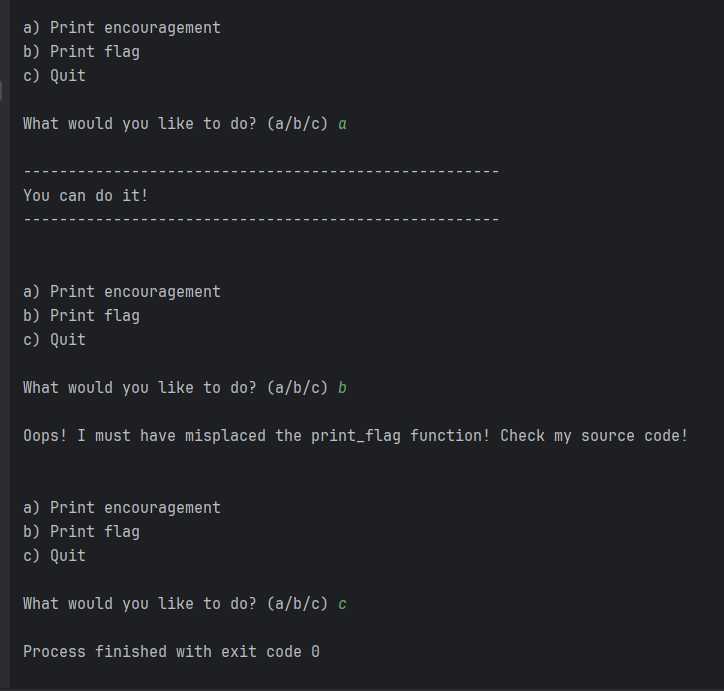 a) Print encouragement
b) Print flag
c) Quit
What would you like to do? (a/b/c) a
-----------------------------------------------------
You can do it!
-----------------------------------------------------
a) Print encouragement
b) Print flag
c) Quit
What would you like to do? (a/b/c) b
Oops! I must have misplaced the print_flag function! Check my source code!
a) Print encouragement
b) Print flag
c) Quit
What would you like to do? (a/b/c) c
Process finished with exit code 0